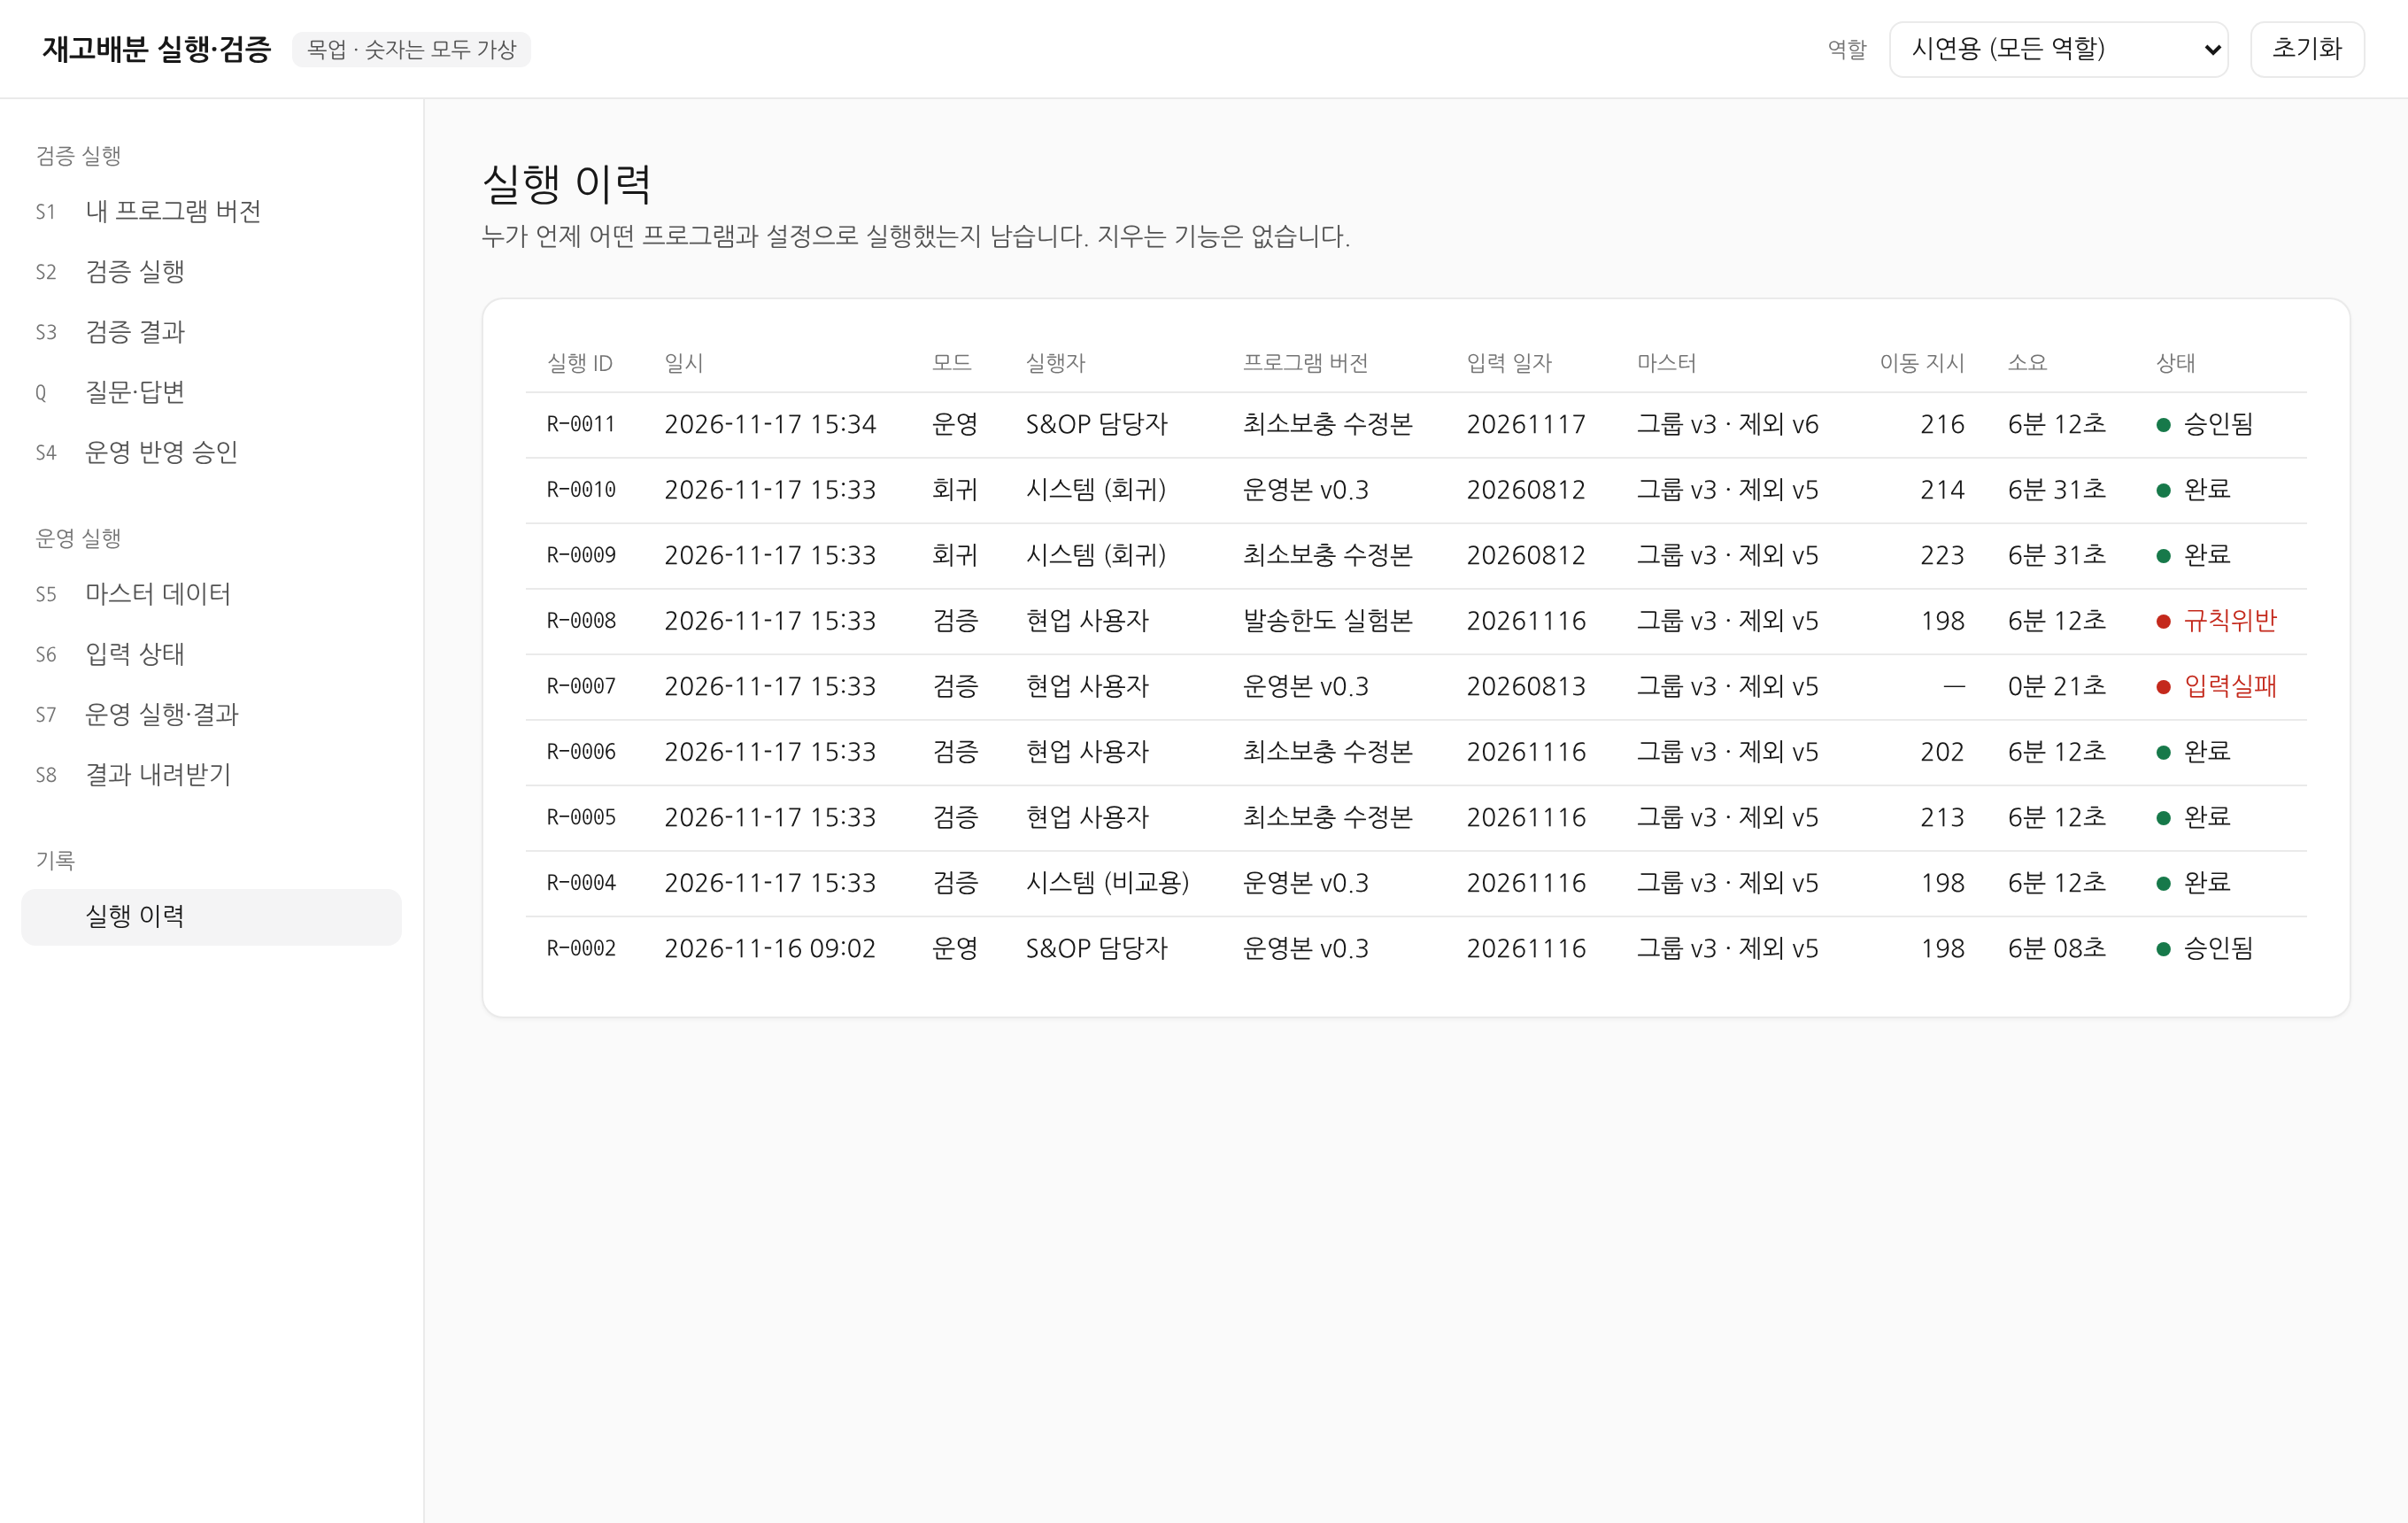 재고배분 실행·검증 목업 · 숫자는 모두 가상 역할 시연용 (모든 역할) 초기화
검증 실행
S1 내 프로그램 버전
S2 검증 실행
S3 검증 결과
Q 질문·답변
S4 운영 반영 승인
운영 실행
S5 마스터 데이터
S6 입력 상태
S7 운영 실행·결과
S8 결과 내려받기
기록
실행 이력
실행 이력
누가 언제 어떤 프로그램과 설정으로 실행했는지 남습니다. 지우는 기능은 없습니다.
실행 ID 일시 모드 실행자 프로그램 버전 입력 일자 마스터 이동 지시 소요 상태
R-0011 2026-11-17 15:34 운영 S&OP 담당자 최소보충 수정본 20261117 그룹 v3 · 제외 v6 216 6분 12초 승인됨
R-0010 2026-11-17 15:33 회귀 시스템 (회귀) 운영본 v0.3 20260812 그룹 v3 · 제외 v5 214 6분 31초 완료
R-0009 2026-11-17 15:33 회귀 시스템 (회귀) 최소보충 수정본 20260812 그룹 v3 · 제외 v5 223 6분 31초 완료
R-0008 2026-11-17 15:33 검증 현업 사용자 발송한도 실험본 20261116 그룹 v3 · 제외 v5 198 6분 12초 규칙위반
R-0007 2026-11-17 15:33 검증 현업 사용자 운영본 v0.3 20260813 그룹 v3 · 제외 v5 — 0분 21초 입력실패
R-0006 2026-11-17 15:33 검증 현업 사용자 최소보충 수정본 20261116 그룹 v3 · 제외 v5 202 6분 12초 완료
R-0005 2026-11-17 15:33 검증 현업 사용자 최소보충 수정본 20261116 그룹 v3 · 제외 v5 213 6분 12초 완료
R-0004 2026-11-17 15:33 검증 시스템 (비교용) 운영본 v0.3 20261116 그룹 v3 · 제외 v5 198 6분 12초 완료
R-0002 2026-11-16 09:02 운영 S&OP 담당자 운영본 v0.3 20261116 그룹 v3 · 제외 v5 198 6분 08초 승인됨